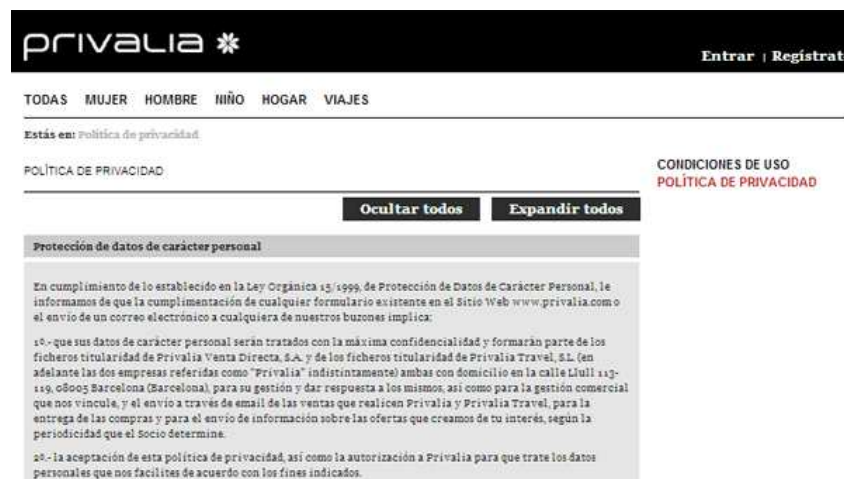 privalia
Entrar | Regístrat
TODAS MUJER HOMBRE NIÑO HOGAR VIAJES
Estás en: Política de privacidad
POLÍTICA DE PRIVACIDAD
CONDICIONES DE USO
POLÍTICA DE PRIVACIDAD
Ocultar todos Expandir todos
Protección de datos de carácter personal
En cumplimiento de lo establecido en la Ley Orgánica 15/1999, de Protección de Datos de Carácter Personal, le
informamos de que la cumplimentación de cualquier formulario existente en el Sitio Web www.privalia.com o
el envío de un correo electrónico a cualquiera de nuestros buzones implica:
1º.- que sus datos de carácter personal serán tratados con la máxima confidencialidad y formarán parte de los
ficheros titularidad de Privalia Venta Directa, S.A. y de los ficheros titularidad de Privalia Travel, S.L. (en
adelante las dos empresas referidas como "Privalia" indistintamente) ambas con domicilio en la calle Llull 113-
119, 08005 Barcelona (Barcelona), para su gestión y dar respuesta a los mismos, así como para la gestión comercial
que nos vincule, y el envío a través de email de las ventas que realicen Privalia y Privalia Travel, para la
entrega de las compras y para el envío de información sobre las ofertas que creamos de tu interés, según la
periodicidad que el Socio determine.
2º.- la aceptación de esta política de privacidad, así como la autorización a Privalia para que trate los datos
personales que nos facilites de acuerdo con los fines indicados.